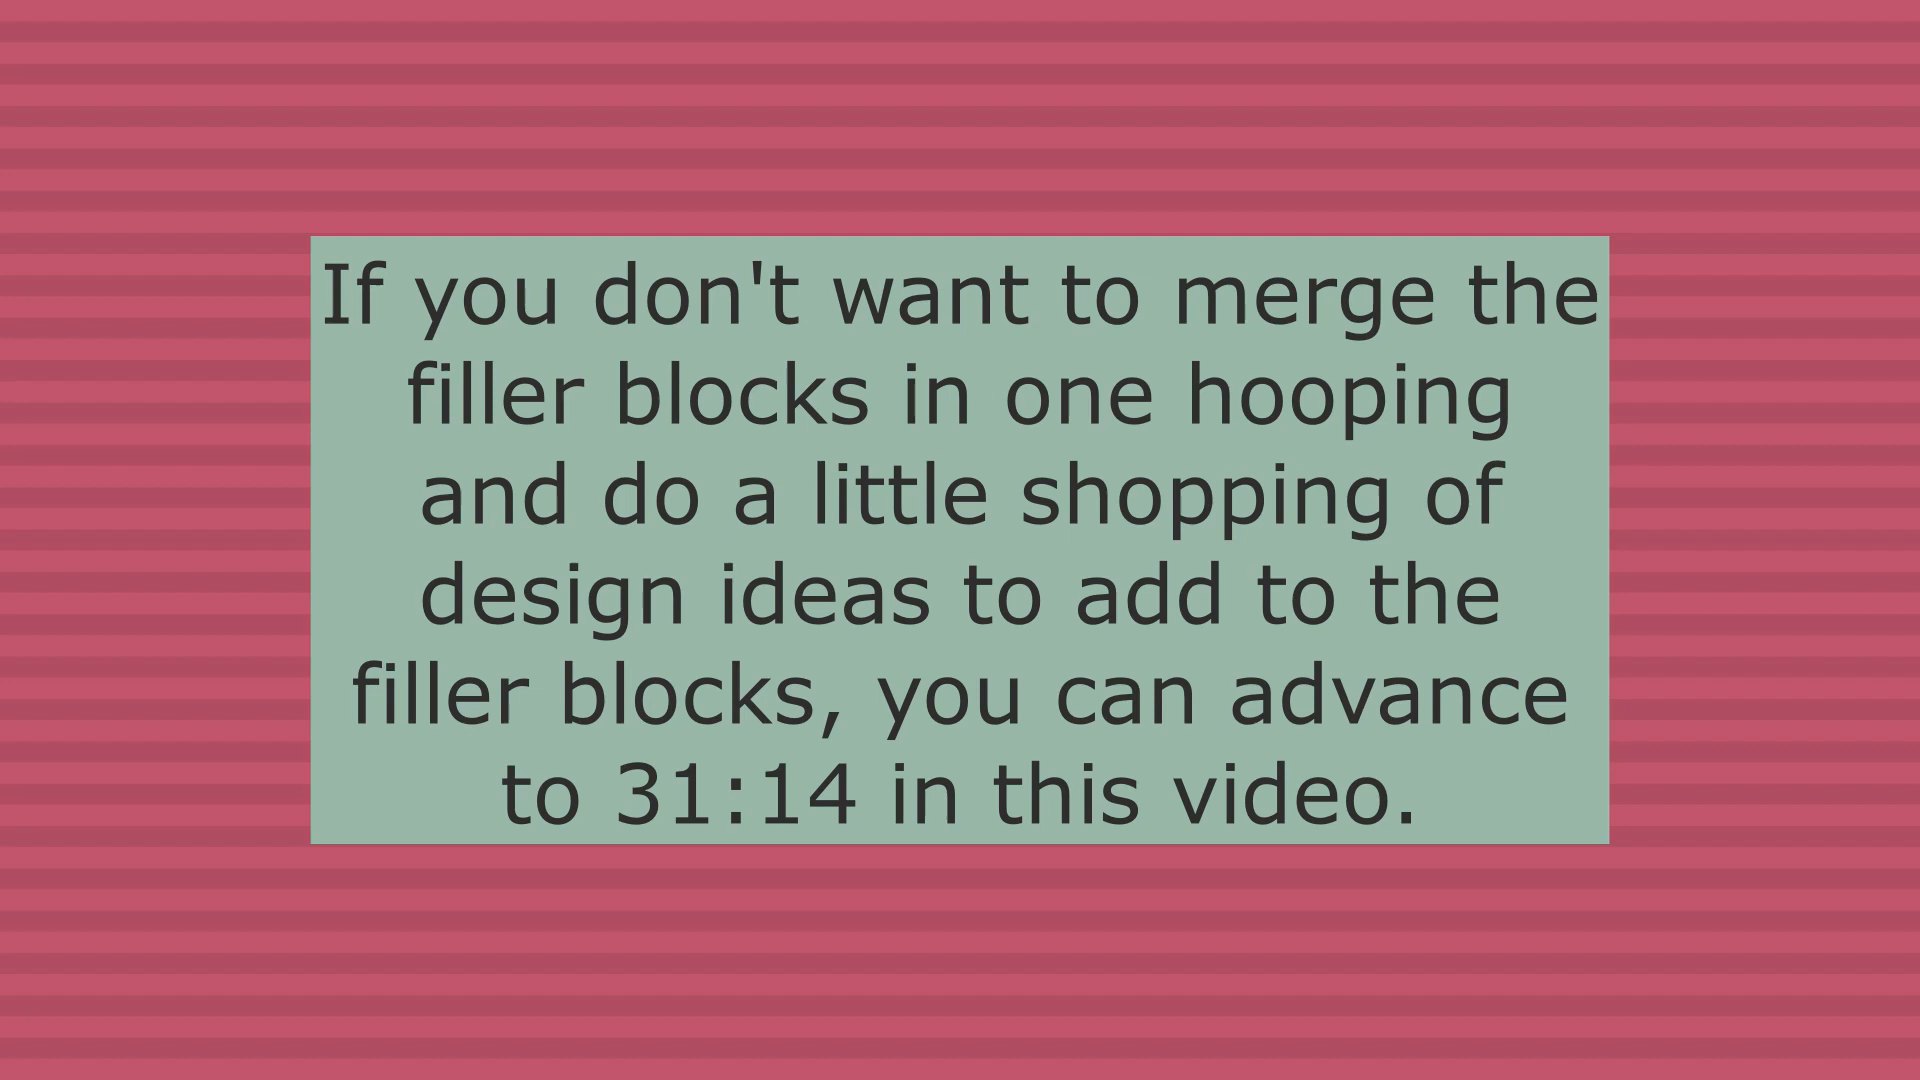 If you don't want to merge the
filler blocks in one hooping
and do a little shopping of
design ideas to add to the
filler blocks, you can advance
to 31:14 in this video.